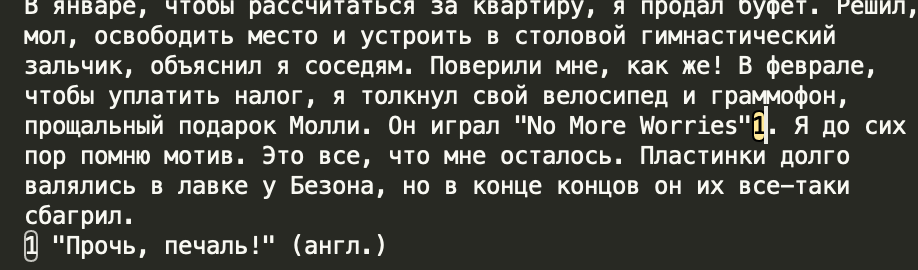 В январе, чтобы рассчитаться за квартиру, я продал буфет. Решил,
мол, освободить место и устроить в столовой гимнастический
зальчик, объяснил я соседям. Поверили мне, как же! В феврале,
чтобы уплатить налог, я толкнул свой велосипед и граммофон,
прощальный подарок Молли. Он играл "No More Worries"1. Я до сих
пор помню мотив. Это все, что мне осталось. Пластинки долго
валялись в лавке у Безона, но в конце концов он их все-таки
сбагрил.
1 "Прочь, печаль!" (англ.)